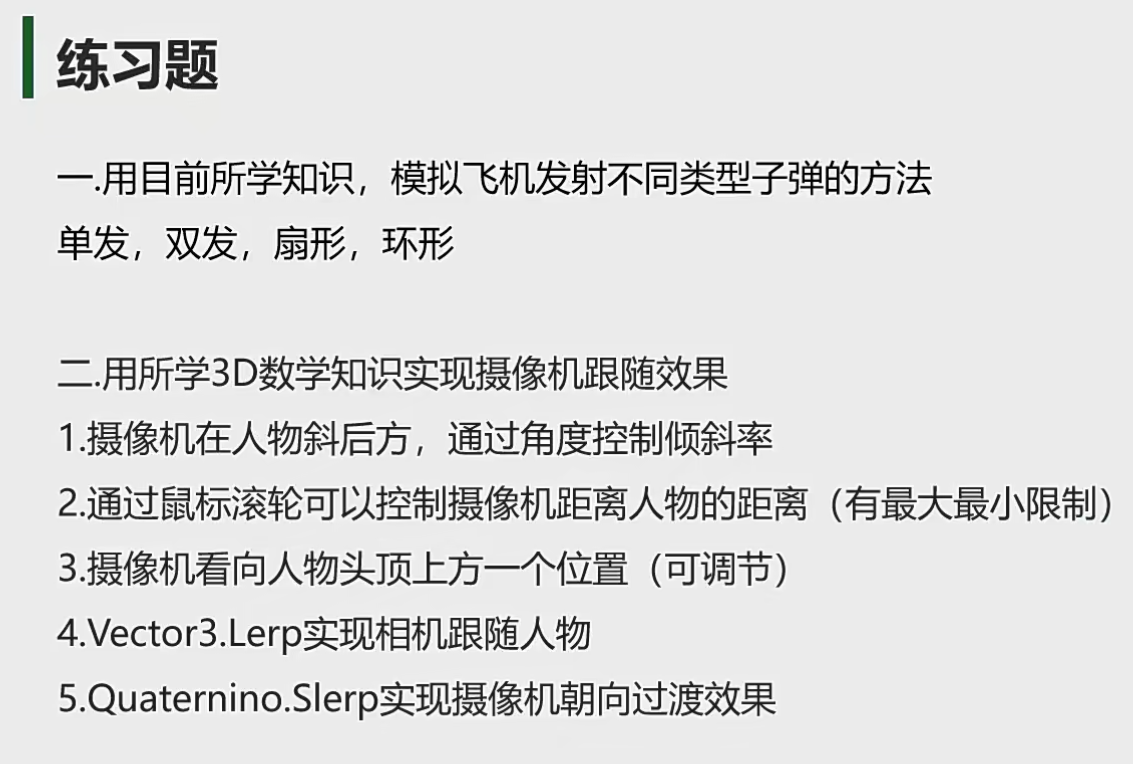 练习题
一.用目前所学知识，模拟飞机发射不同类型子弹的方法
单发，双发，扇形，环形
二.用所学3D数学知识实现摄像机跟随效果
1.摄像机在人物斜后方，通过角度控制倾斜率
2.通过鼠标滚轮可以控制摄像机距离人物的距离（有最大最小限制）
3.摄像机看向人物头顶上方一个位置（可调节）
4.Vector3.Lerp实现相机跟随人物
5.Quaternino.Slerp实现摄像机朝向过渡效果